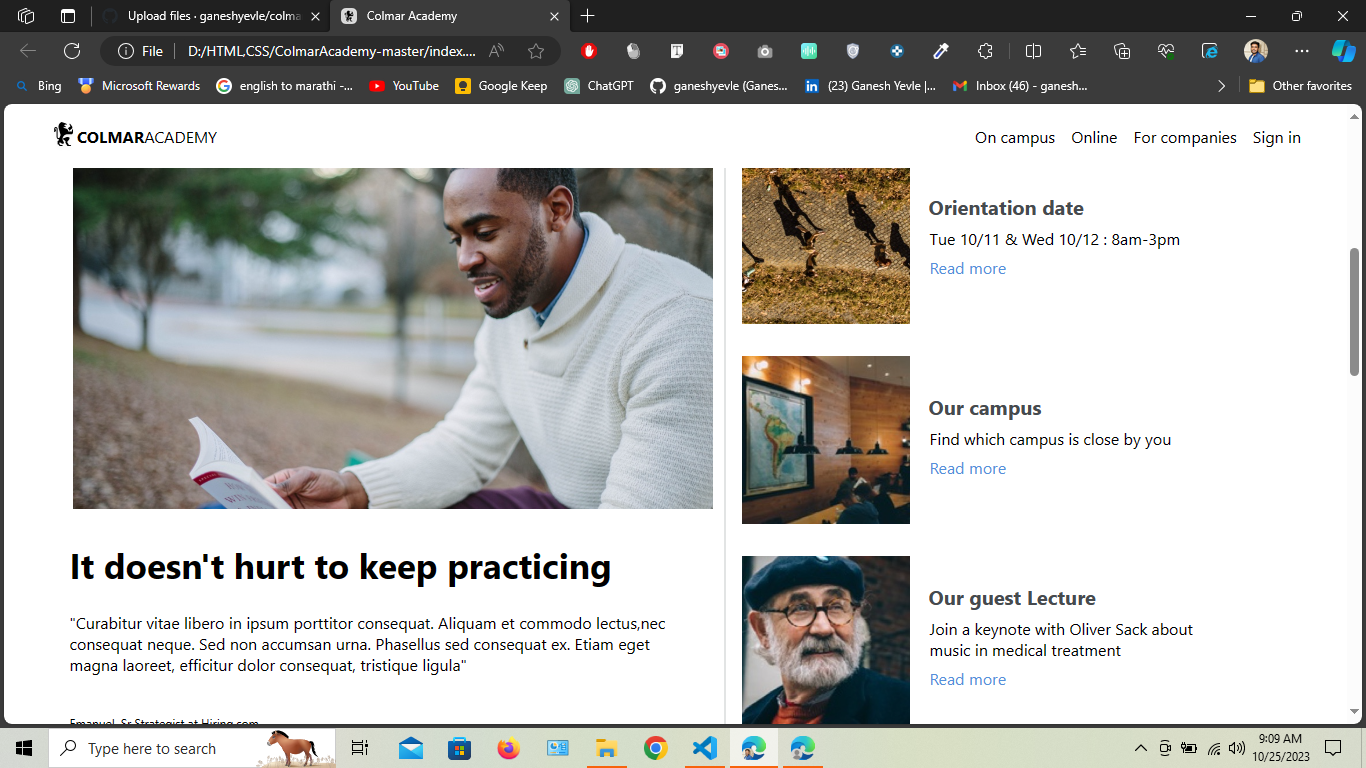 Upload files · ganeshyevle/colma
Colmar Academy
File
D:/HTML,CSS/ColmarAcademy-master/index....
Bing
Microsoft Rewards
english to marathi -...
YouTube
Google Keep
ChatGPT
ganeshyevle (Ganes...
(23) Ganesh Yevle |...
Inbox (46) - ganesh...
Other favorites
COLMARACADEMY
On campus
Online
For companies
Sign in
It doesn't hurt to keep practicing
"Curabitur vitae libero in ipsum porttitor consequat. Aliquam et commodo lectus,nec
consequat neque. Sed non accumsan urna. Phasellus sed consequat ex. Etiam eget
magna laoreet, efficitur dolor consequat, tristique ligula"
Emanuel, Sr Strategist at Hiring.com
Orientation date
Tue 10/11 & Wed 10/12 : 8am-3pm
Read more
Our campus
Find which campus is close by you
Read more
Our guest Lecture
Join a keynote with Oliver Sack about
music in medical treatment
Read more
Type here to search
9:09 AM
10/25/2023